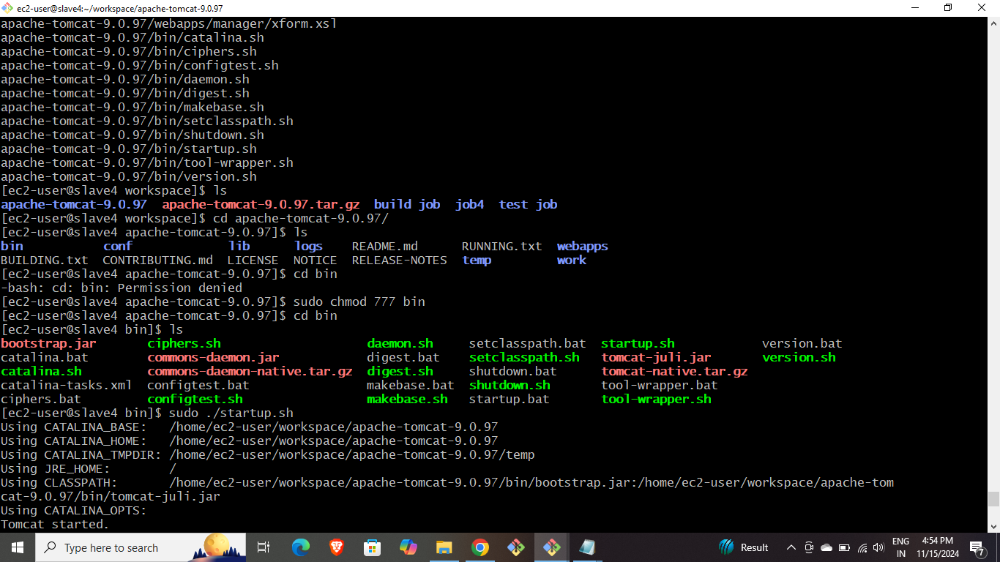 ec2-user@slave4:~/workspace/apache-tomcat-9.0.97
apache-tomcat-9.0.97/webapps/manager/xform.xsl
apache-tomcat-9.0.97/bin/catalina.sh
apache-tomcat-9.0.97/bin/ciphers.sh
apache-tomcat-9.0.97/bin/configtest.sh
apache-tomcat-9.0.97/bin/daemon.sh
apache-tomcat-9.0.97/bin/digest.sh
apache-tomcat-9.0.97/bin/makebase.sh
apache-tomcat-9.0.97/bin/setclasspath.sh
apache-tomcat-9.0.97/bin/shutdown.sh
apache-tomcat-9.0.97/bin/startup.sh
apache-tomcat-9.0.97/bin/tool-wrapper.sh
apache-tomcat-9.0.97/bin/version.sh
[ec2-user@slave4 workspace]$ ls
apache-tomcat-9.0.97  apache-tomcat-9.0.97.tar.gz  build job  job4  test job
[ec2-user@slave4 workspace]$ cd apache-tomcat-9.0.97/
[ec2-user@slave4 apache-tomcat-9.0.97]$ ls
bin           conf             lib      logs    README.md      RUNNING.txt  webapps
BUILDING.txt  CONTRIBUTING.md  LICENSE  NOTICE  RELEASE-NOTES  temp         work
[ec2-user@slave4 apache-tomcat-9.0.97]$ cd bin
-bash: cd: bin: Permission denied
[ec2-user@slave4 apache-tomcat-9.0.97]$ sudo chmod 777 bin
[ec2-user@slave4 apache-tomcat-9.0.97]$ cd bin
[ec2-user@slave4 bin]$ ls
bootstrap.jar       ciphers.sh                    daemon.sh     setclasspath.bat  startup.sh            version.bat
catalina.bat        commons-daemon.jar            digest.bat    setclasspath.sh   tomcat-juli.jar       version.sh
catalina.sh         commons-daemon-native.tar.gz  digest.sh     shutdown.bat      tomcat-native.tar.gz
catalina-tasks.xml  configtest.bat                makebase.bat  shutdown.sh       tool-wrapper.bat
ciphers.bat         configtest.sh                 makebase.sh   startup.bat       tool-wrapper.sh
[ec2-user@slave4 bin]$ sudo ./startup.sh
Using CATALINA_BASE:   /home/ec2-user/workspace/apache-tomcat-9.0.97
Using CATALINA_HOME:   /home/ec2-user/workspace/apache-tomcat-9.0.97
Using CATALINA_TMPDIR: /home/ec2-user/workspace/apache-tomcat-9.0.97/temp
Using JRE_HOME:        /
Using CLASSPATH:       /home/ec2-user/workspace/apache-tomcat-9.0.97/bin/bootstrap.jar:/home/ec2-user/workspace/apache-tom
cat-9.0.97/bin/tomcat-juli.jar
Using CATALINA_OPTS:
Tomcat started.
Type here to search
Result
ENG
IN
4:54 PM
11/15/2024
7